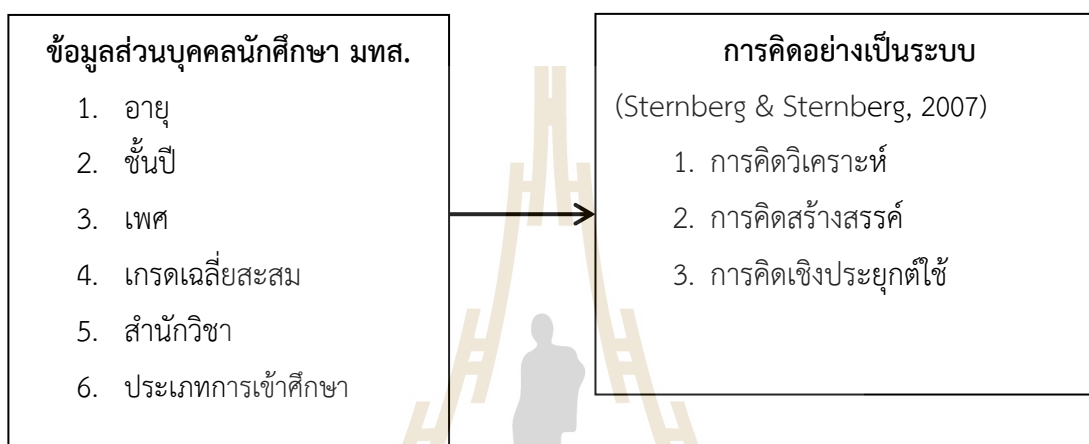 ข้อมูลส่วนบุคคลนักศึกษา มทส.
1. อายุ
2. ชั้นปี
3. เพศ
4. เกรดเฉลี่ยสะสม
5. สำนักวิชา
6. ประเภทการเข้าศึกษา
การคิดอย่างเป็นระบบ
(Sternberg & Sternberg, 2007)
1. การคิดวิเคราะห์
2. การคิดสร้างสรรค์
3. การคิดเชิงประยุกต์ใช้